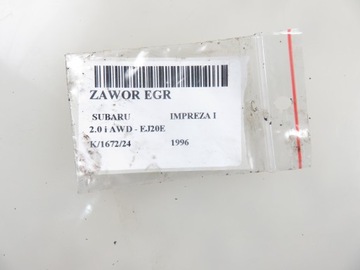 ZAWOR EGR
SUBARU IMPREZA I
2.0 i AWD - EJ20E
K/1672/24 1996